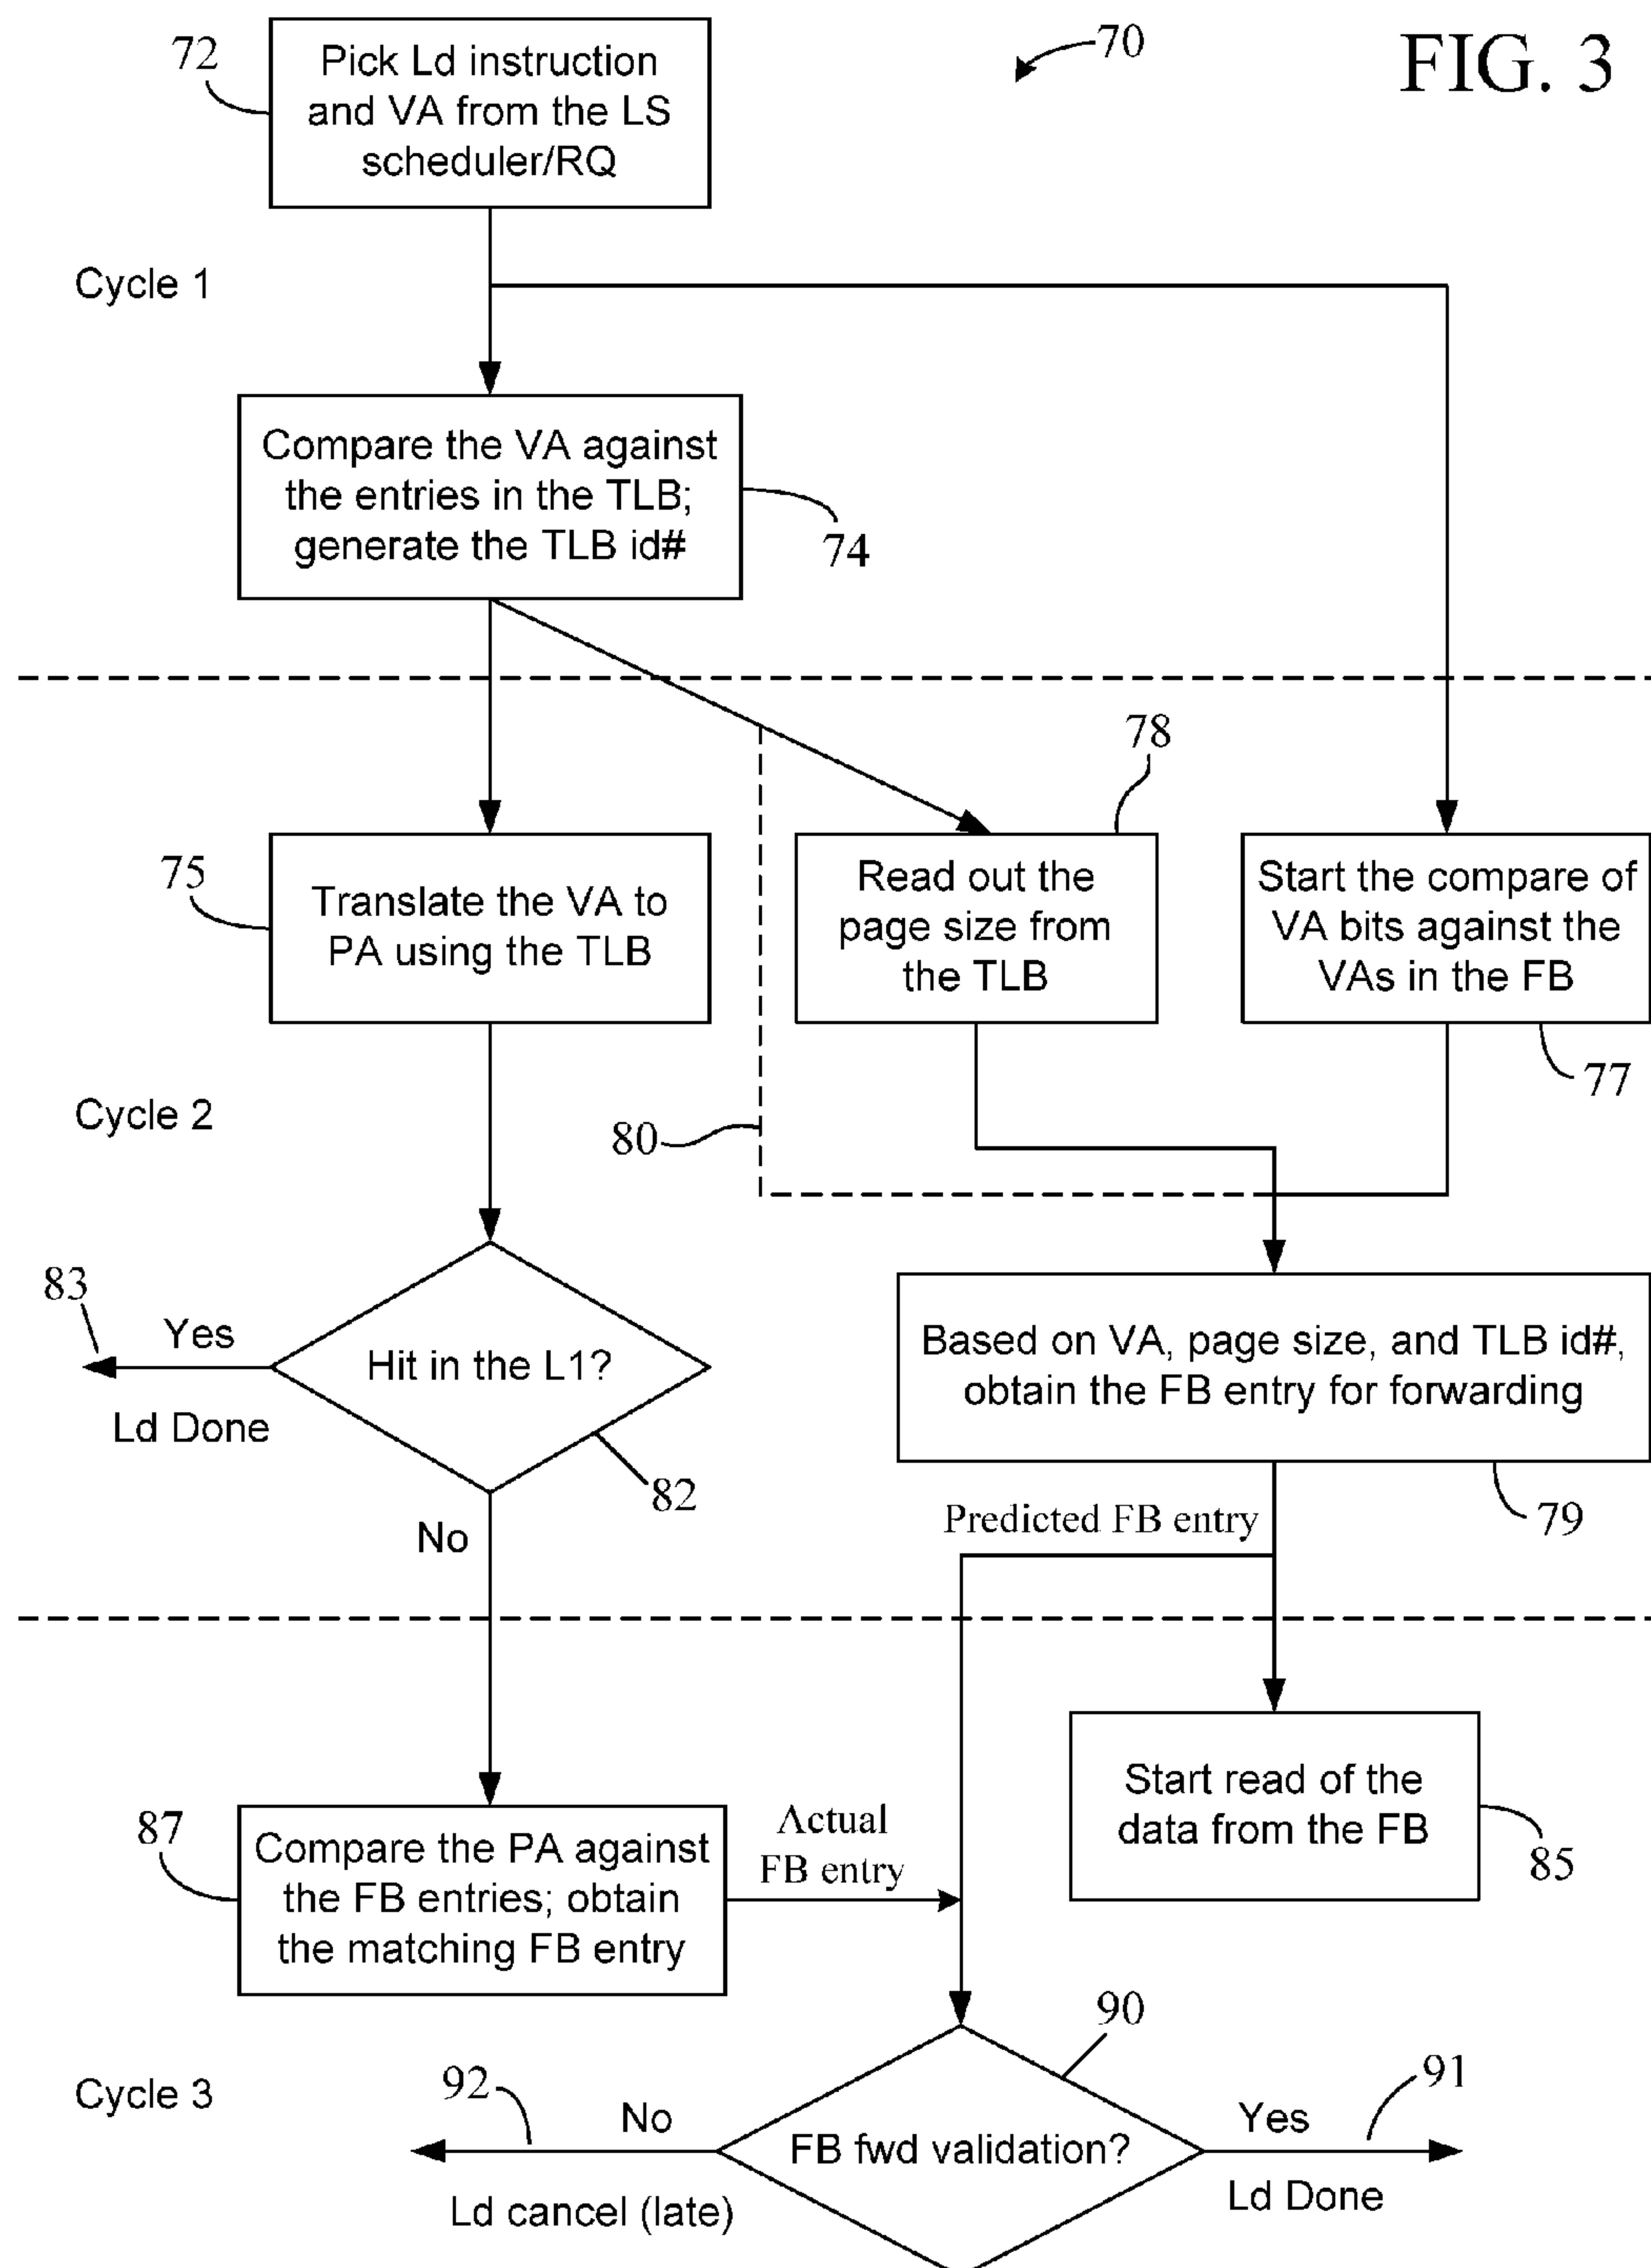 FIG. 3
70
72
Pick Ld instruction
and VA from the LS
scheduler/RQ
Cycle 1
Compare the VA against
the entries in the TLB;
generate the TLB id#
74
78
75
Translate the VA to
PA using the TLB
Read out the
page size from
the TLB
Start the compare of
VA bits against the
VAs in the FB
77
Cycle 2
80
83
Yes
Hit in the L1?
Ld Done
82
No
Based on VA, page size, and TLB id#,
obtain the FB entry for forwarding
79
Predicted FB entry
Start read of the
data from the FB
85
87
Compare the PA against
the FB entries; obtain
the matching FB entry
Actual
FB entry
90
Cycle 3
92
No
Ld cancel (late)
FB fwd validation?
91
Yes
Ld Done